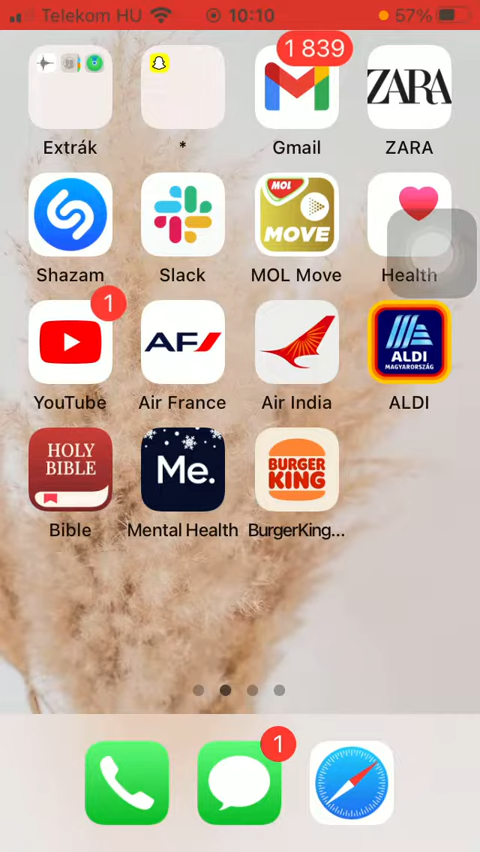 Telekom HU 10:10 57%
1 839
ZARA
Extrák * Gmail ZARA
MOL
MOVE
Shazam Slack MOL Move Health
1
AF
ALDI
MAGYARORSZÁG
YouTube Air France Air India ALDI
HOLY
BIBLE
Me.
BURGER
KING
Bible Mental Health BurgerKing...
1